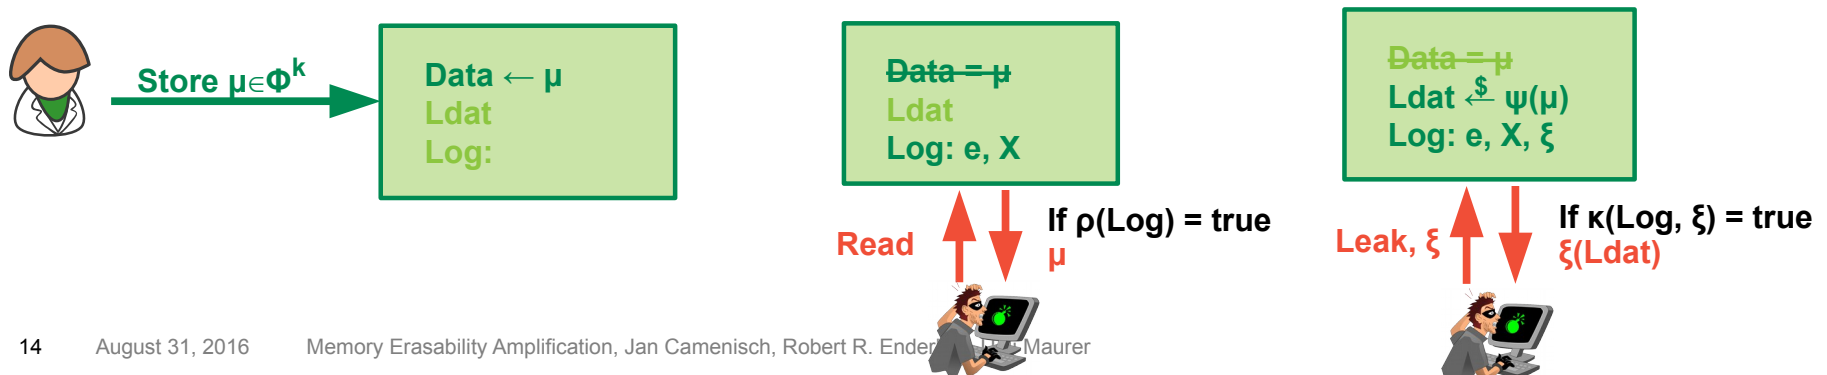 Store μ∈Φᵏ
Data ← μ
Ldat
Log:
Data = μ
Ldat
Log: e, X
Read
If ρ(Log) = true
μ
Data = μ
Ldat ←$ ψ(μ)
Log: e, X, ξ
Leak, ξ
If κ(Log, ξ) = true
ξ(Ldat)
14 August 31, 2016 Memory Erasability Amplification, Jan Camenisch, Robert R. Maurer